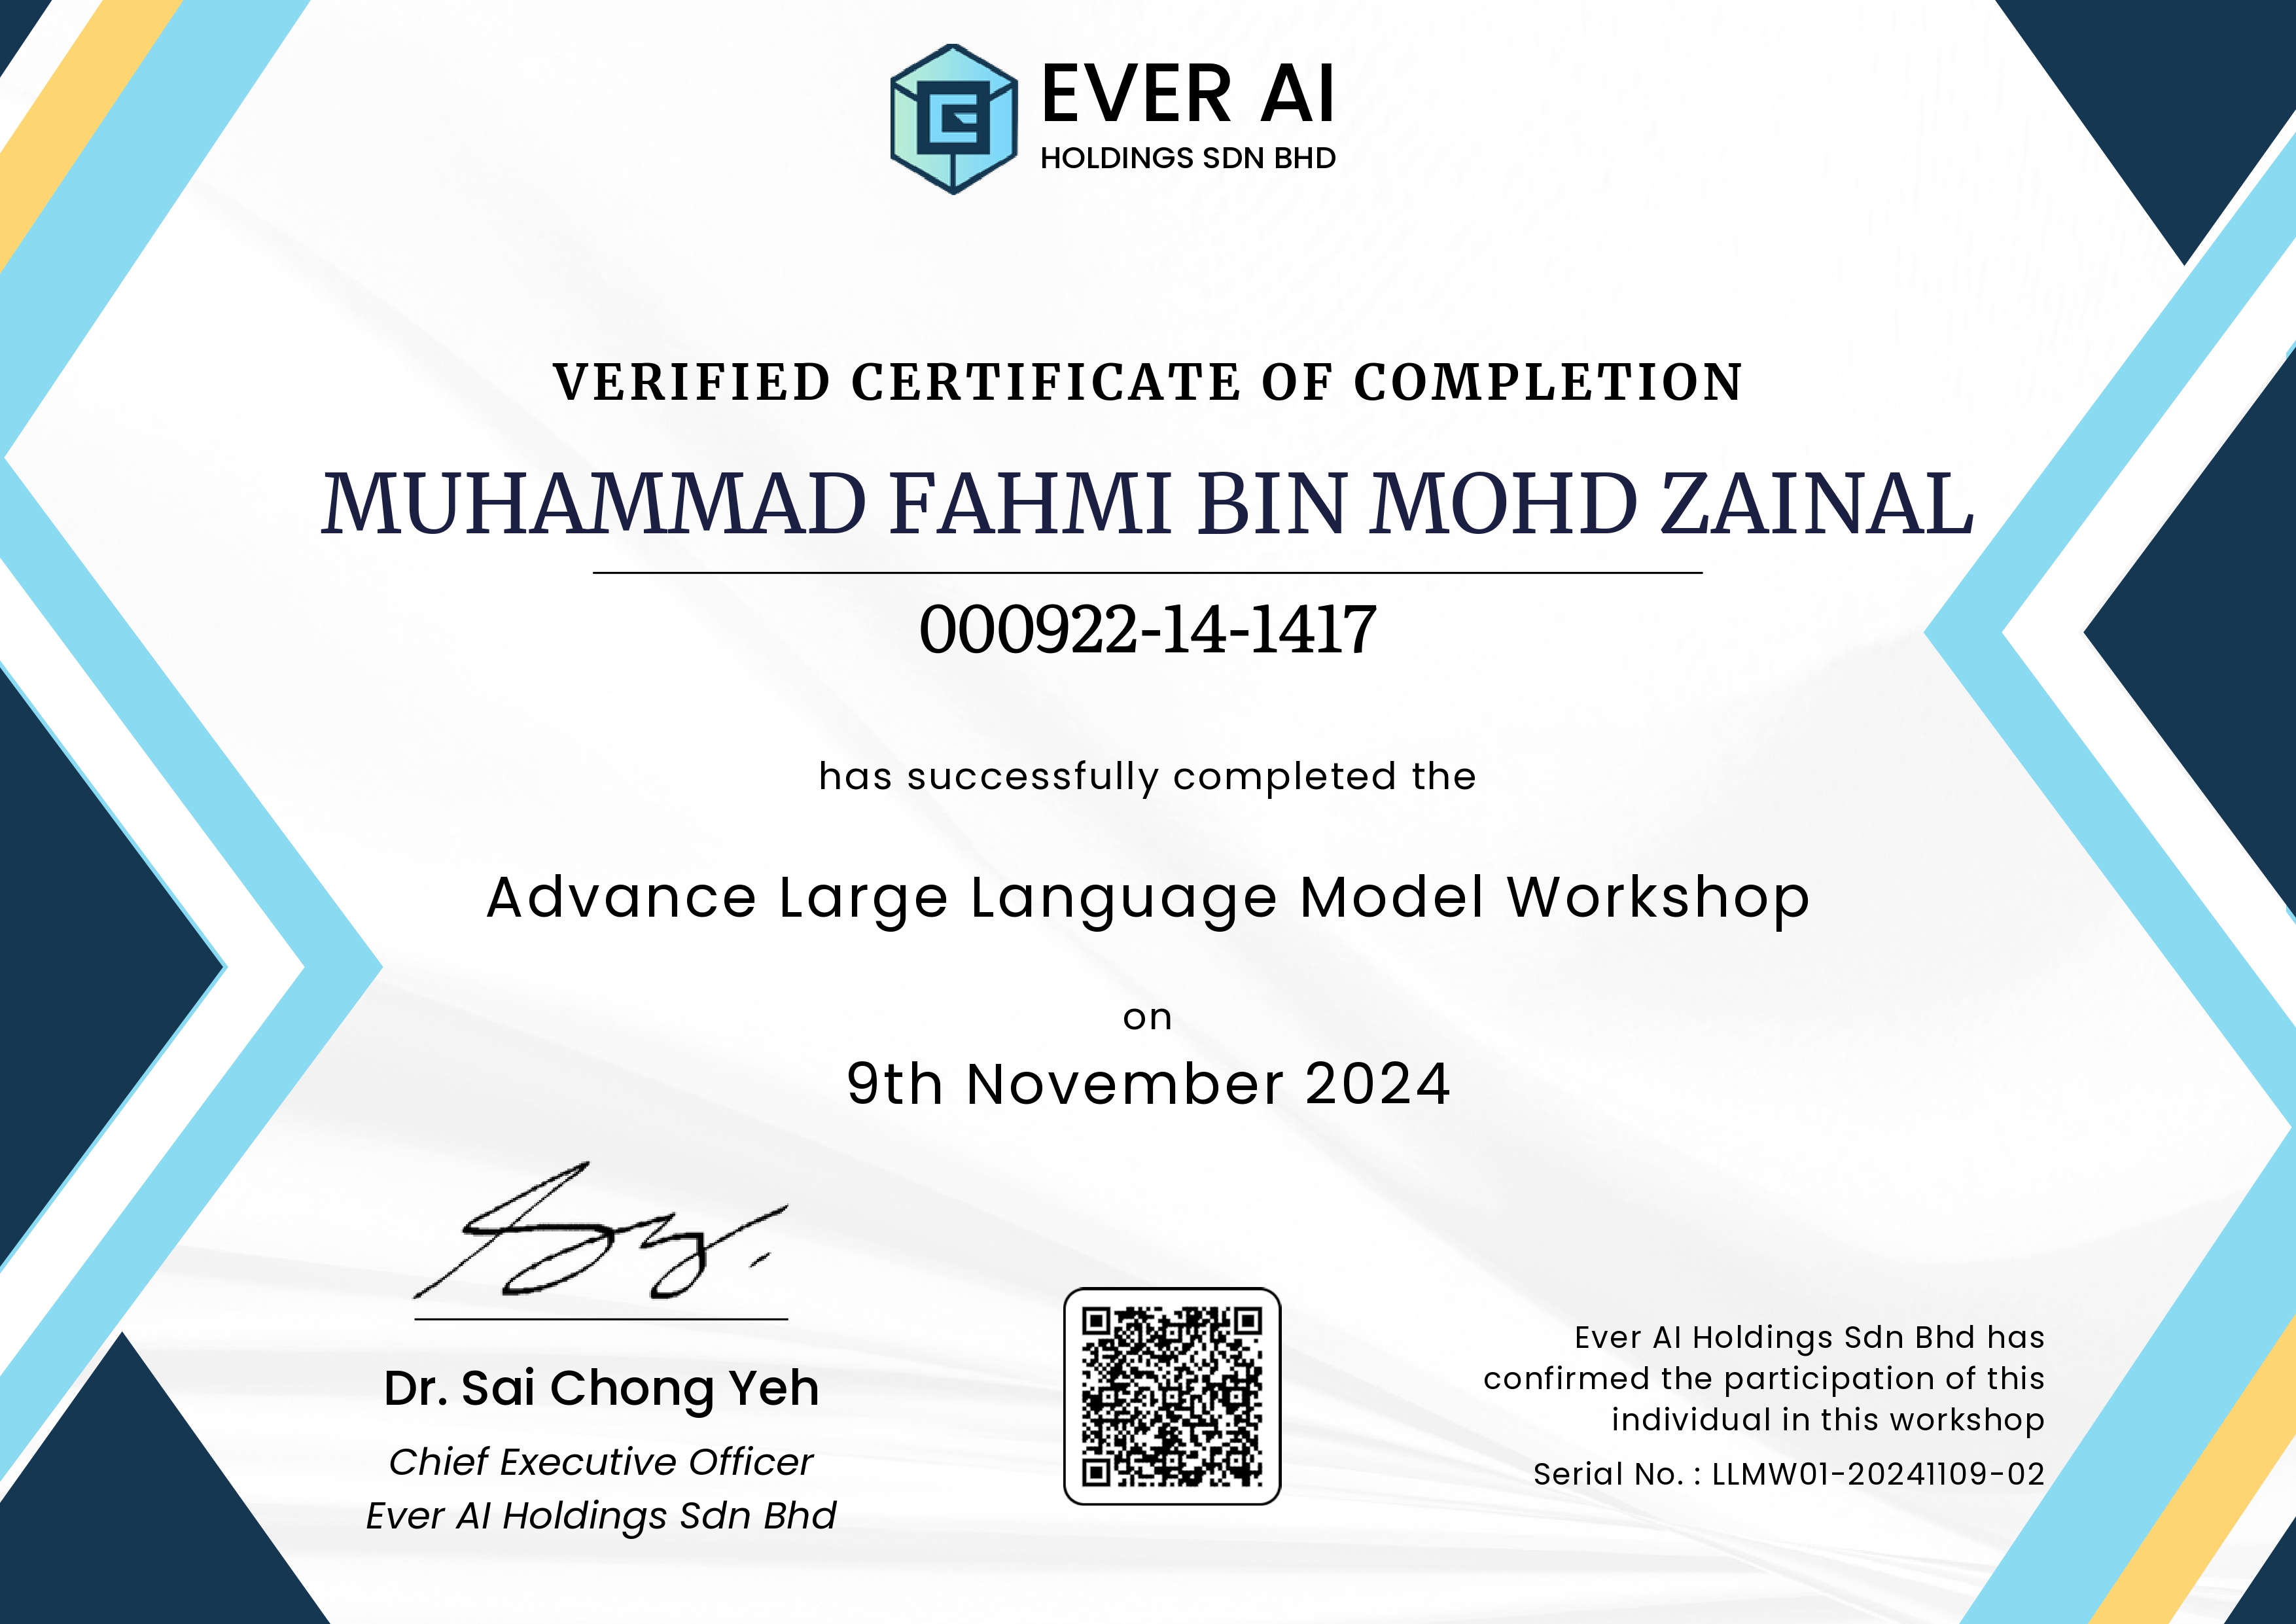 EVER AI
HOLDINGS SDN BHD
VERIFIED CERTIFICATE OF COMPLETION
MUHAMMAD FAHMI BIN MOHD ZAINAL
000922-14-1417
has successfully completed the
Advance Large Language Model Workshop
on
9th November 2024
Dr. Sai Chong Yeh
Chief Executive Officer
Ever AI Holdings Sdn Bhd
Ever AI Holdings Sdn Bhd has
confirmed the participation of this
individual in this workshop
Serial No. : LLMW01-20241109-02